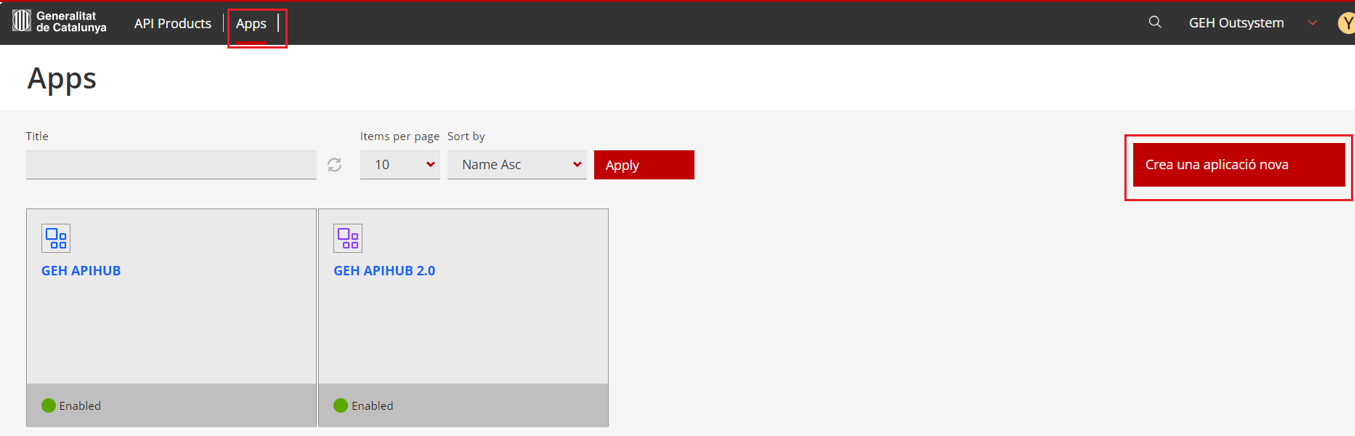 Generalitat
de Catalunya
API Products
Apps
GEH Outsystem
Y
Apps
Title
Items per page
Sort by
10
Name Asc
Apply
Crea una aplicació nova
GEH APIHUB
GEH APIHUB 2.0
Enabled
Enabled